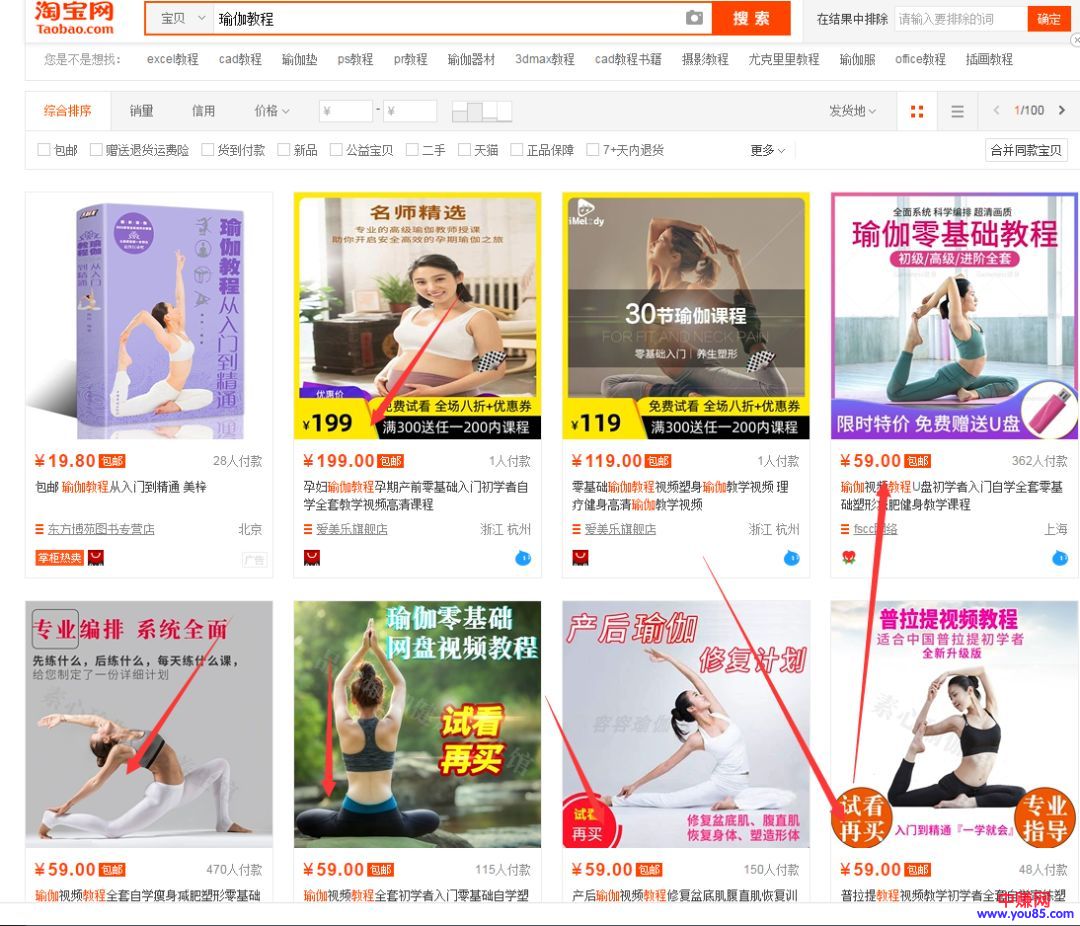 淘宝网
Taobao.com
宝贝
瑜伽教程
搜索
在结果中排除
请输入要排除的词
确定
您是不是想找：
excel教程
cad教程
瑜伽垫
ps教程
pr教程
瑜伽器材
3dmax教程
cad教程书籍
摄影教程
尤克里里教程
瑜伽服
office教程
插画教程
综合排序
销量
信用
价格
¥
-
¥
发货地
1/100
包邮
赠送退货运费险
货到付款
新品
公益宝贝
二手
天猫
正品保障
7+天内退货
更多
合并同款宝贝
瑜伽教程
从入门到精通
¥19.80 包邮
28人付款
包邮 瑜伽教程从入门到精通 美梓
东方博苑图书专营店
北京
掌柜热卖
广告
名师精选
专业的高级瑜伽教师授课
助你开启安全高效的孕期瑜伽之旅
优惠价
¥199
免费试看 全场八折+优惠券
满300送任一200内课程
¥199.00 包邮
1人付款
孕妇瑜伽教程孕期产前零基础入门初学者自
学全套教学视频高清课程
爱美乐旗舰店
浙江 杭州
iMelody
30节瑜伽课程
FOR FIT AND NECK PAIN
零基础入门 | 养生塑形
¥119
免费试看 全场八折+优惠券
满300送任一200内课程
¥119.00 包邮
1人付款
零基础瑜伽教程视频塑身瑜伽教学视频 理
疗健身高清瑜伽教学视频
爱美乐旗舰店
浙江 杭州
全面系统 科学编排 超清画质
瑜伽零基础教程
初级/高级/进阶全套
限时特价 免费赠送U盘
¥59.00 包邮
362人付款
瑜伽视频教程U盘初学者入门自学全套零基
础塑形减肥健身教学课程
fscc网络
上海
专业编排 系统全面
先练什么，后练什么，每天练什么课，
给您制定了一份详细计划
¥59.00 包邮
470人付款
瑜伽视频教程全套自学瘦身减肥塑形零基础
瑜伽零基础
网盘视频教程
试看
再买
¥59.00 包邮
115人付款
瑜伽视频教程全套初学者入门零基础自学塑
产后瑜伽
修复计划
容容瑜伽
试看
再买
修复盆底肌、腹直肌
恢复身体、塑造形体
¥59.00 包邮
150人付款
产后瑜伽视频教程修复盆底肌腹直肌恢复训
普拉提视频教程
适合中国普拉提初学者
全新升级版
试看
再买
入门到精通『一学就会』
专业
指导
¥59.00 包邮
48人付款
普拉提教程视频教学初学者全套自学
中赚网
www.you85.com